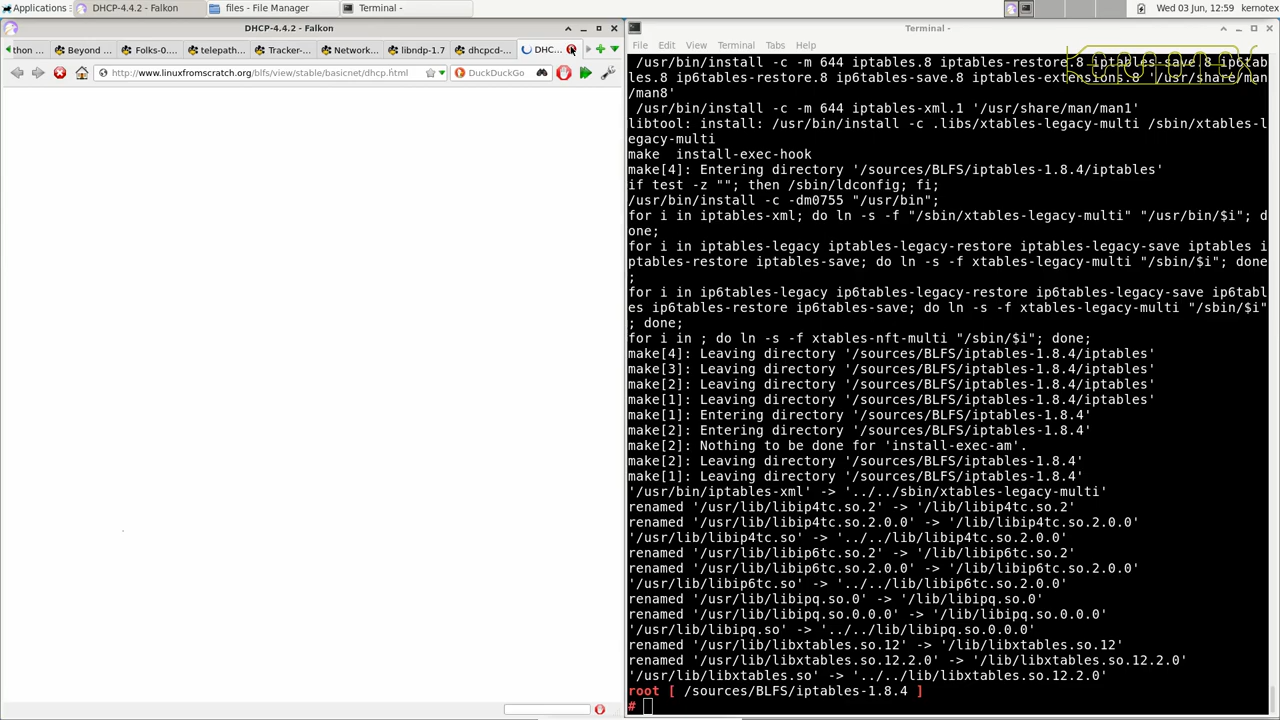 Applications
DHCP-4.4.2 - Falkon
files - File Manager
Terminal -
Wed 03 Jun, 12:59
kernotex
DHCP-4.4.2 - Falkon
thon ...
Beyond ...
Folks-0....
telepath...
Tracker-...
Network...
libndp-1.7
dhcpcd-...
DHC...
http://www.linuxfromscratch.org/blfs/view/stable/basicnet/dhcp.html
DuckDuckGo
Terminal -
File Edit View Terminal Tabs Help
/usr/bin/install -c -m 644 iptables.8 iptables-restore.8 iptables-save.8 ip6tab
les.8 ip6tables-restore.8 ip6tables-save.8 iptables-extensions.8 '/usr/share/man
/man8'
/usr/bin/install -c -m 644 iptables-xml.1 '/usr/share/man/man1'
libtool: install: /usr/bin/install -c .libs/xtables-legacy-multi /sbin/xtables-l
egacy-multi
make  install-exec-hook
make[4]: Entering directory '/sources/BLFS/iptables-1.8.4/iptables'
if test -z ""; then /sbin/ldconfig; fi;
/usr/bin/install -c -dm0755 "/usr/bin";
for i in iptables-xml; do ln -s -f "/sbin/xtables-legacy-multi" "/usr/bin/$i"; d
one;
for i in iptables-legacy iptables-legacy-restore iptables-legacy-save iptables i
ptables-restore iptables-save; do ln -s -f xtables-legacy-multi "/sbin/$i"; done
;
for i in ip6tables-legacy ip6tables-legacy-restore ip6tables-legacy-save ip6tabl
es ip6tables-restore ip6tables-save; do ln -s -f xtables-legacy-multi "/sbin/$i"
; done;
for i in ; do ln -s -f xtables-nft-multi "/sbin/$i"; done;
make[4]: Leaving directory '/sources/BLFS/iptables-1.8.4/iptables'
make[3]: Leaving directory '/sources/BLFS/iptables-1.8.4/iptables'
make[2]: Leaving directory '/sources/BLFS/iptables-1.8.4/iptables'
make[1]: Leaving directory '/sources/BLFS/iptables-1.8.4/iptables'
make[1]: Entering directory '/sources/BLFS/iptables-1.8.4'
make[2]: Entering directory '/sources/BLFS/iptables-1.8.4'
make[2]: Nothing to be done for 'install-exec-am'.
make[2]: Leaving directory '/sources/BLFS/iptables-1.8.4'
make[1]: Leaving directory '/sources/BLFS/iptables-1.8.4'
'/usr/bin/iptables-xml' -> '../../sbin/xtables-legacy-multi'
renamed '/usr/lib/libip4tc.so.2' -> '/lib/libip4tc.so.2'
renamed '/usr/lib/libip4tc.so.2.0.0' -> '/lib/libip4tc.so.2.0.0'
'/usr/lib/libip4tc.so' -> '../../lib/libip4tc.so.2.0.0'
renamed '/usr/lib/libip6tc.so.2' -> '/lib/libip6tc.so.2'
renamed '/usr/lib/libip6tc.so.2.0.0' -> '/lib/libip6tc.so.2.0.0'
'/usr/lib/libip6tc.so' -> '../../lib/libip6tc.so.2.0.0'
renamed '/usr/lib/libipq.so.0' -> '/lib/libipq.so.0'
renamed '/usr/lib/libipq.so.0.0.0' -> '/lib/libipq.so.0.0.0'
'/usr/lib/libipq.so' -> '../../lib/libipq.so.0.0.0'
renamed '/usr/lib/libxtables.so.12' -> '/lib/libxtables.so.12'
renamed '/usr/lib/libxtables.so.12.2.0' -> '/lib/libxtables.so.12.2.0'
'/usr/lib/libxtables.so' -> '../../lib/libxtables.so.12.2.0'
root [ /sources/BLFS/iptables-1.8.4 ]
#